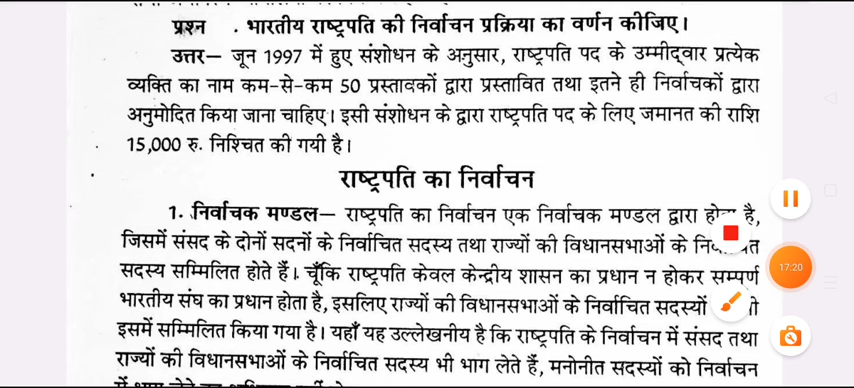 प्रश्न . भारतीय राष्ट्रपति की निर्वाचन प्रक्रिया का वर्णन कीजिए।
उत्तर— जून 1997 में हुए संशोधन के अनुसार, राष्ट्रपति पद के उम्मीद्वार प्रत्येक
व्यक्ति का नाम कम-से-कम 50 प्रस्तावकों द्वारा प्रस्तावित तथा इतने ही निर्वाचकों द्वारा
अनुमोदित किया जाना चाहिए। इसी संशोधन के द्वारा राष्ट्रपति पद के लिए जमानत की राशि
15,000 रु. निश्चित की गयी है।
राष्ट्रपति का निर्वाचन
1. निर्वाचक मण्डल— राष्ट्रपति का निर्वाचन एक निर्वाचक मण्डल द्वारा होता है,
जिसमें संसद के दोनों सदनों के निर्वाचित सदस्य तथा राज्यों की विधानसभाओं के
सदस्य सम्मिलित होते हैं। चूँकि राष्ट्रपति केवल केन्द्रीय शासन का प्रधान न होकर सम्पूर्ण
17:20
भारतीय संघ का प्रधान होता है, इसलिए राज्यों की विधानसभाओं के निर्वाचित सदस्यों
इसमें सम्मिलित किया गया है। यहाँ यह उल्लेखनीय है कि राष्ट्रपति के निर्वाचन में संसद तथा
राज्यों की विधानसभाओं के निर्वाचित सदस्य भी भाग लेते हैं, मनोनीत सदस्यों को निर्वाचन